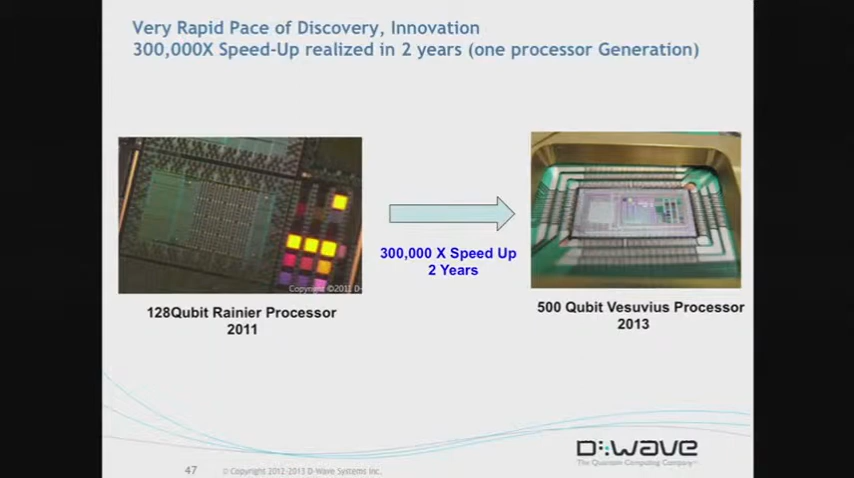 Very Rapid Pace of Discovery, Innovation
300,000X Speed-Up realized in 2 years (one processor Generation)
300,000 X Speed Up
2 Years
Copyright ©2011 D-
128Qubit Rainier Processor
2011
500 Qubit Vesuvius Processor
2013
D:Wave
The Quantum Computing Company™
47
© Copyright 2012-2013 D-Wave Systems Inc.